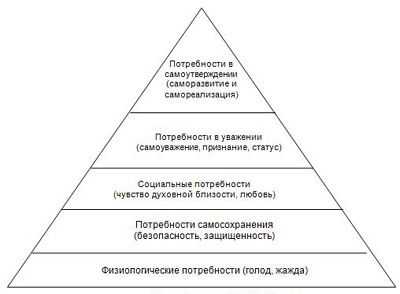 Потребности в
самоутверждении
(саморазвитие и
самореализация)
Потребности в уважении
(самоуважение, признание, статус)
Социальные потребности
(чувство духовной близости, любовь)
Потребности самосохранения
(безопасность, защищенность)
Физиологические потребности (голод, жажда)